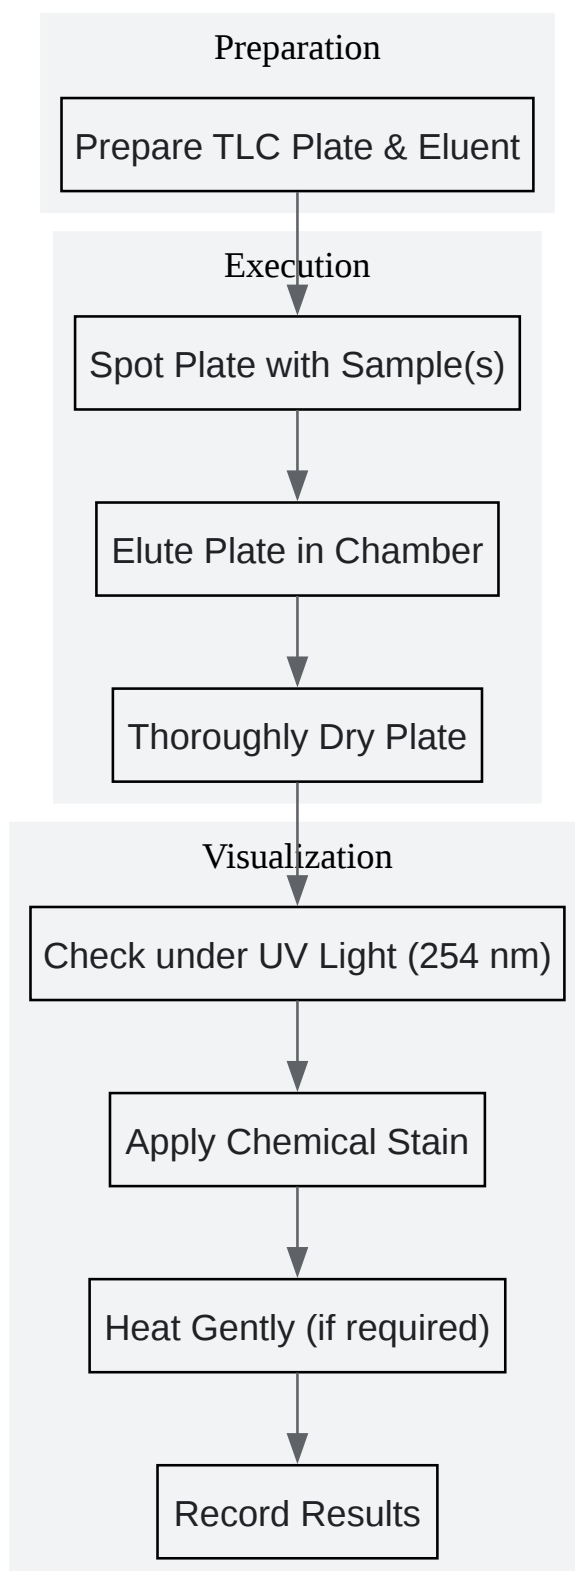 Preparation
Prepare TLC Plate & Eluent
Execution
Spot Plate with Sample(s)
Elute Plate in Chamber
Thoroughly Dry Plate
Visualization
Check under UV Light (254 nm)
Apply Chemical Stain
Heat Gently (if required)
Record Results